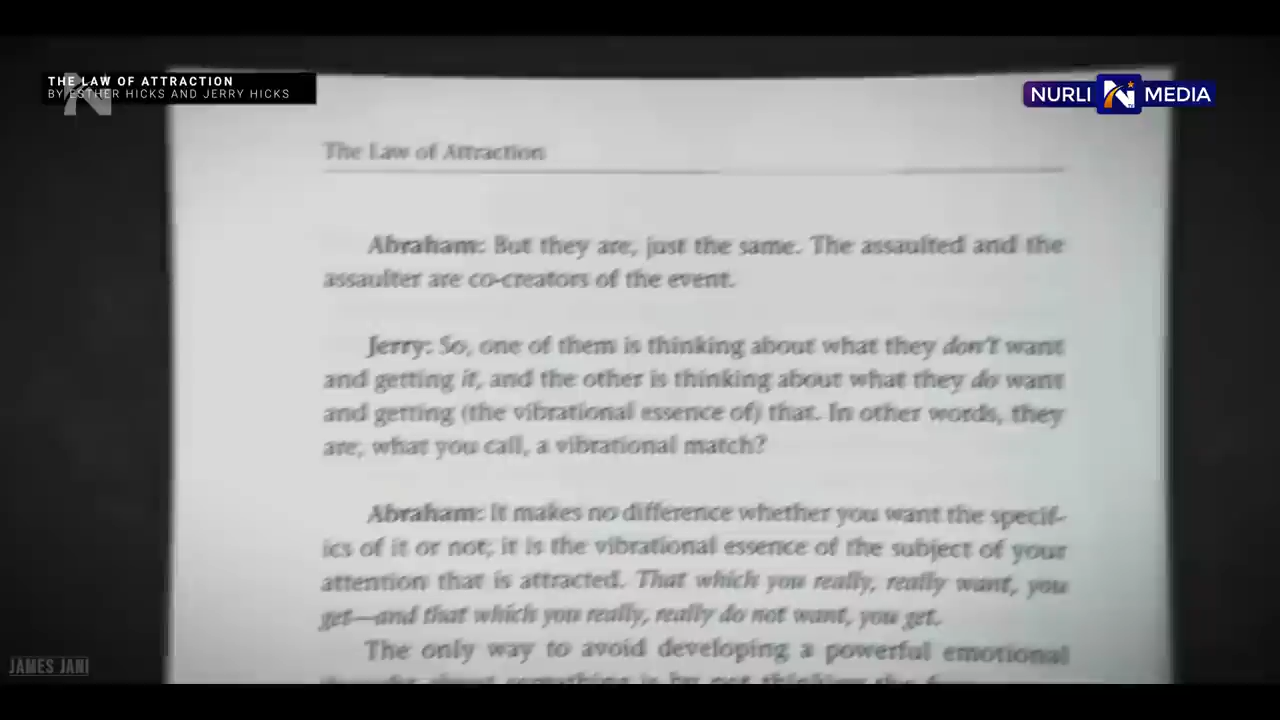 THE LAW OF ATTRACTION
BY ESTHER HICKS AND JERRY HICKS
NURLI N MEDIA
The Law of Attraction
Abraham: But they are, just the same. The assaulted and the
assaulter are co-creators of the event.
Jerry: So, one of them is thinking about what they don't want
and getting it, and the other is thinking about what they do want
and getting (the vibrational essence of) that. In other words, they
are, what you call, a vibrational match?
Abraham: It makes no difference whether you want the specif-
ics of it or not; it is the vibrational essence of the subject of your
attention that is attracted. That which you really, really want, you
get—and that which you really, really do not want, you get.
The only way to avoid developing a powerful emotional
JAMES JANI